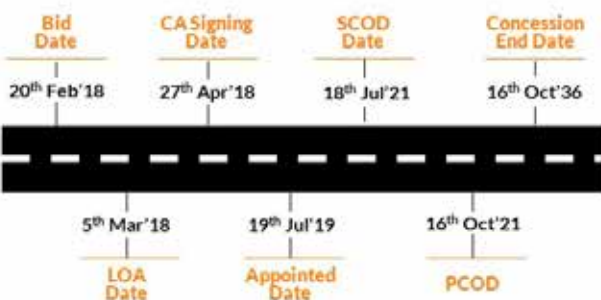 Bid
Date
CA Signing
Date
SCOD
Date
Concession
End Date
20th Feb'18
27th Apr'18
18th Jul'21
16th Oct'36
5th Mar'18
19th Jul'19
16th Oct'21
LOA
Date
Appointed
Date
PCOD